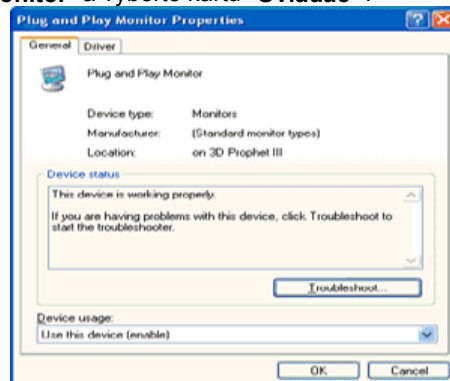 Plug and Play Monitor Properties
General Driver
Plug and Play Monitor
Device type: Monitors
Manufacturer: (Standard monitor types)
Location: on 3D Prophet III
Device status
This device is working properly.
If you are having problems with this device, click Troubleshoot to
start the troubleshooter.
Troubleshoot...
Device usage:
Use this device (enable)
OK Cancel